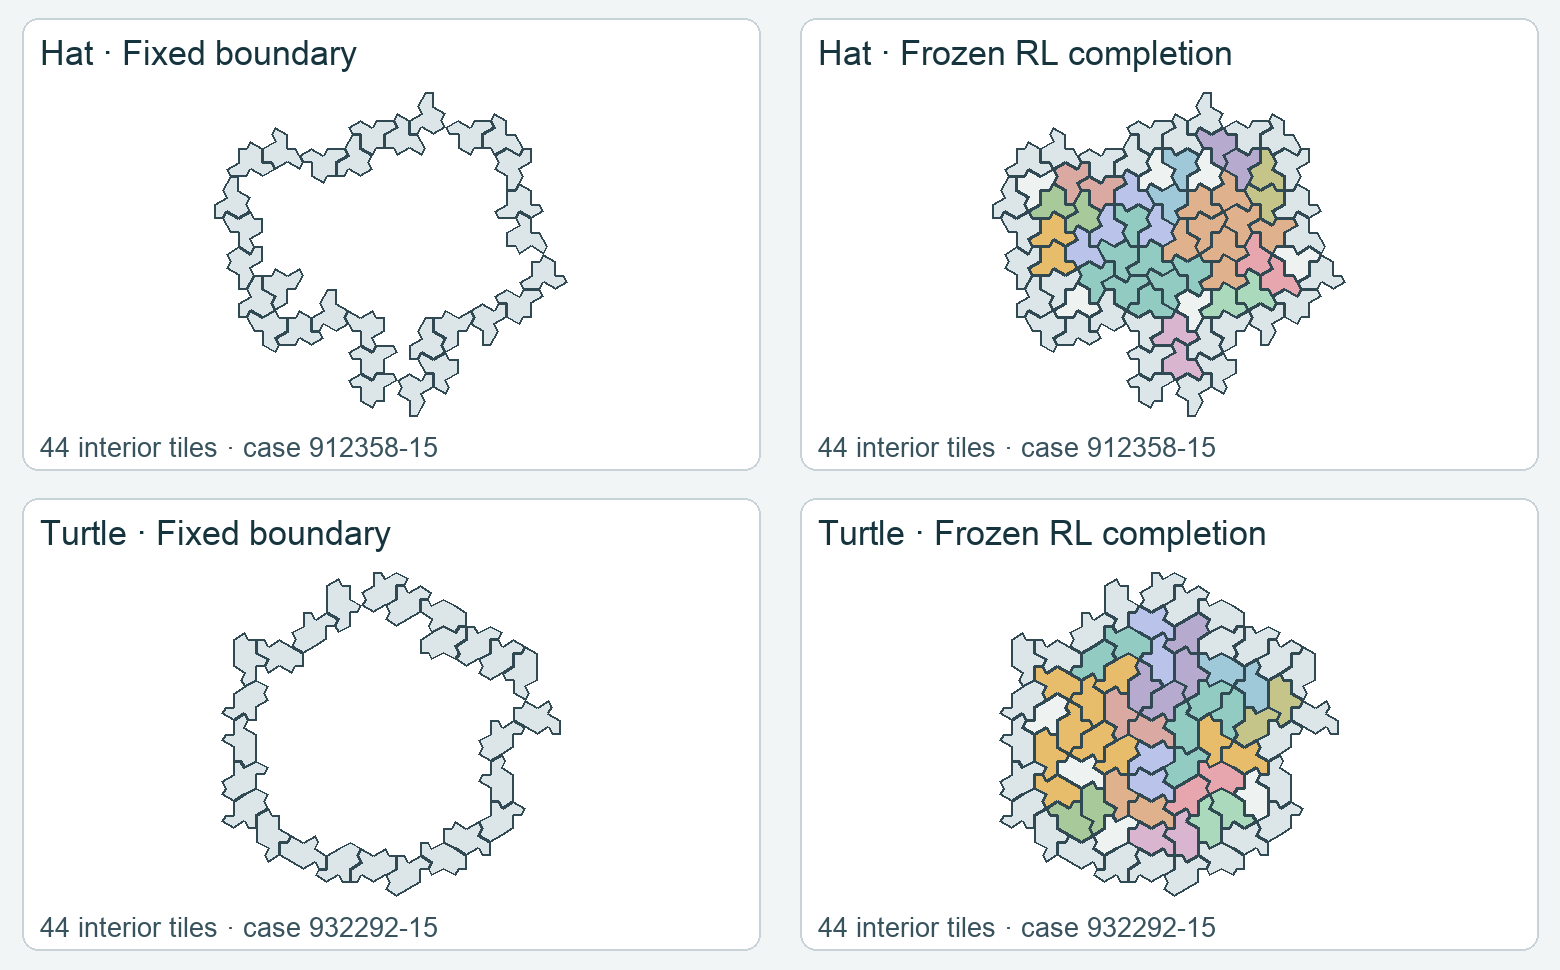 Hat · Fixed boundary
44 interior tiles · case 912358-15
Hat · Frozen RL completion
44 interior tiles · case 912358-15
Turtle · Fixed boundary
44 interior tiles · case 932292-15
Turtle · Frozen RL completion
44 interior tiles · case 932292-15